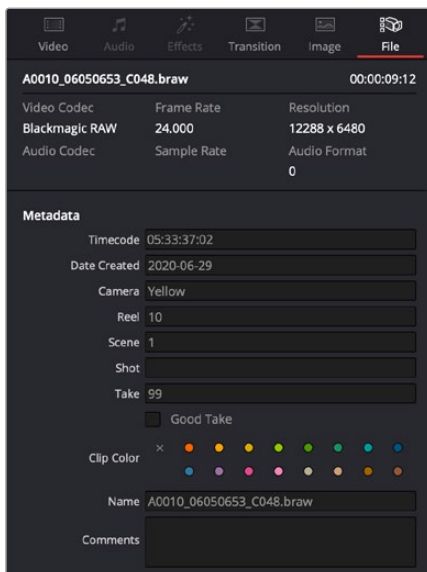 Video Audio Effects Transition Image File
A0010_06050653_C048.braw 00:00:09:12
Video Codec Frame Rate Resolution
Blackmagic RAW 24.000 12288 x 6480
Audio Codec Sample Rate Audio Format
0
Metadata
Timecode 05:33:37:02
Date Created 2020-06-29
Camera Yellow
Reel 10
Scene 1
Shot
Take 99
Good Take
Clip Color
Name A0010_06050653_C048.braw
Comments